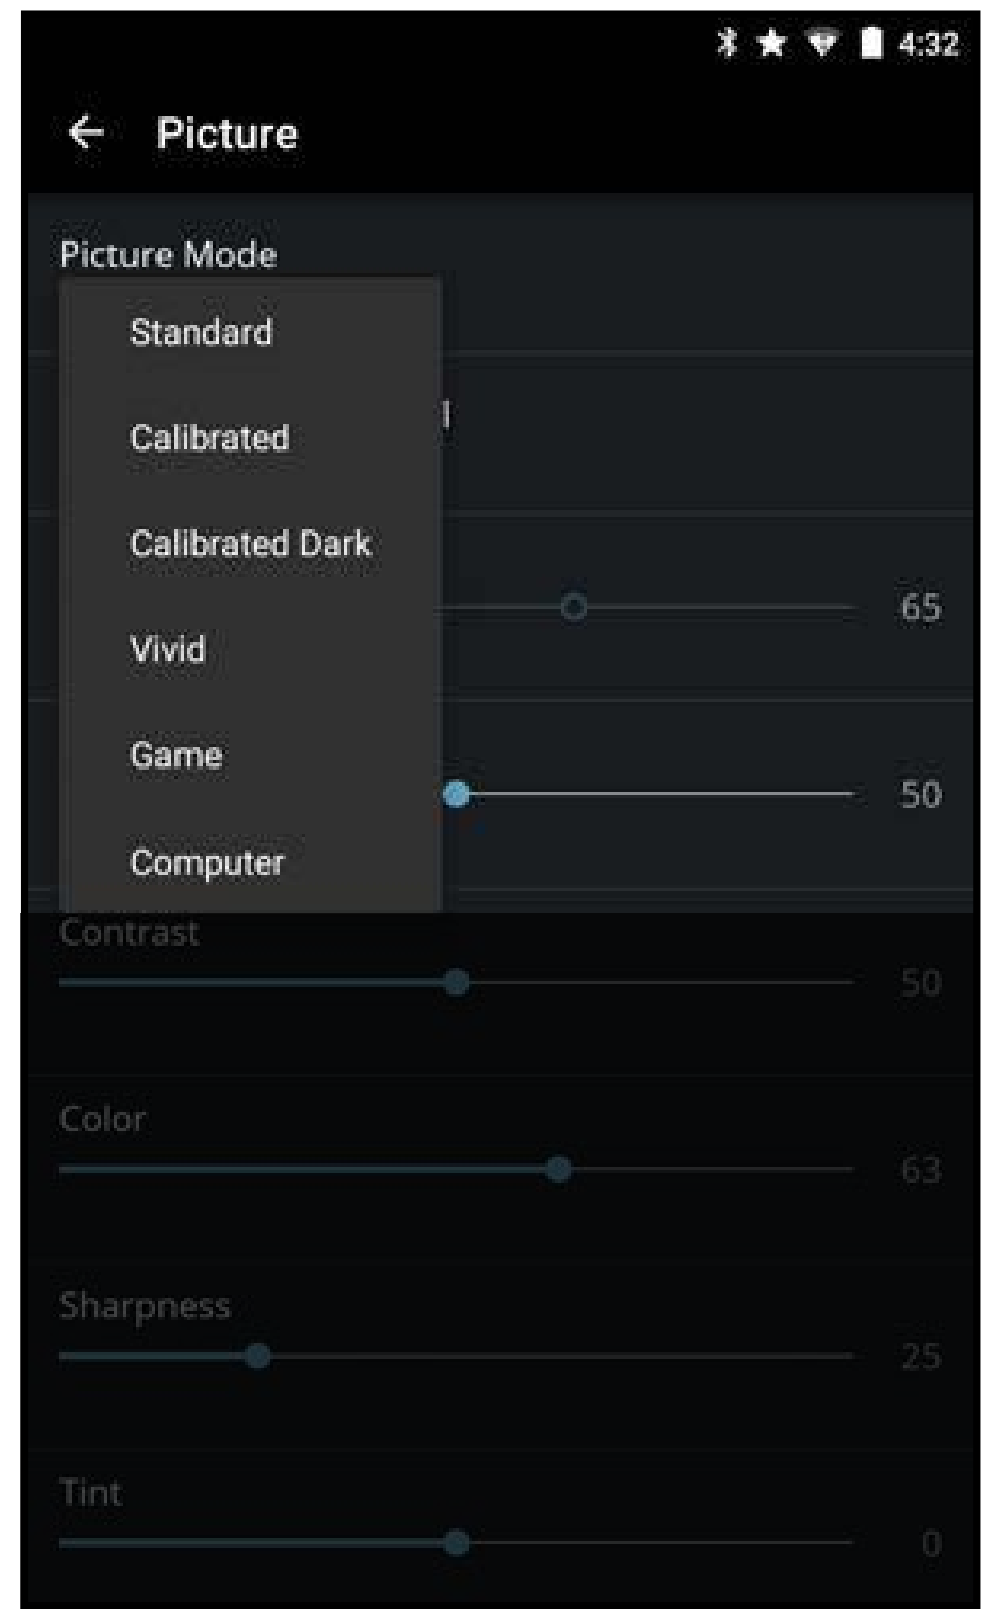 4:32
Picture
Picture Mode
Standard
Calibrated
Calibrated Dark
65
Vivid
Game
50
Computer
Contrast
50
Color
63
Sharpness
25
Tint
0